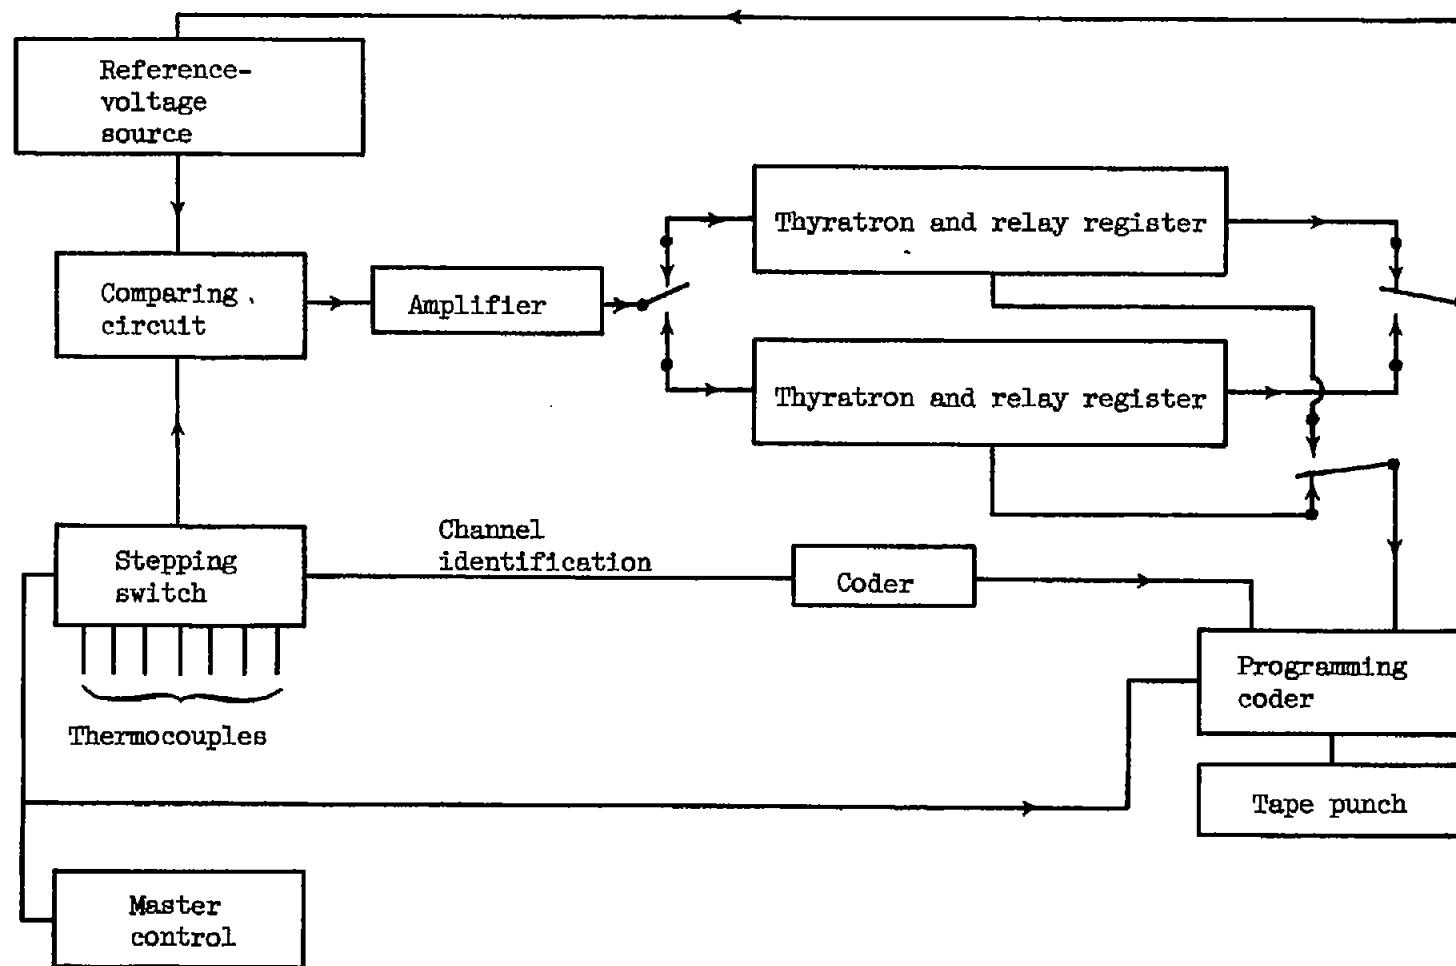 Reference-
voltage
source
Comparing
circuit
Amplifier
Thyratron and relay register
Thyratron and relay register
Stepping
switch
Channel
identification
Coder
Thermocouples
Programming
coder
Tape punch
Master
control